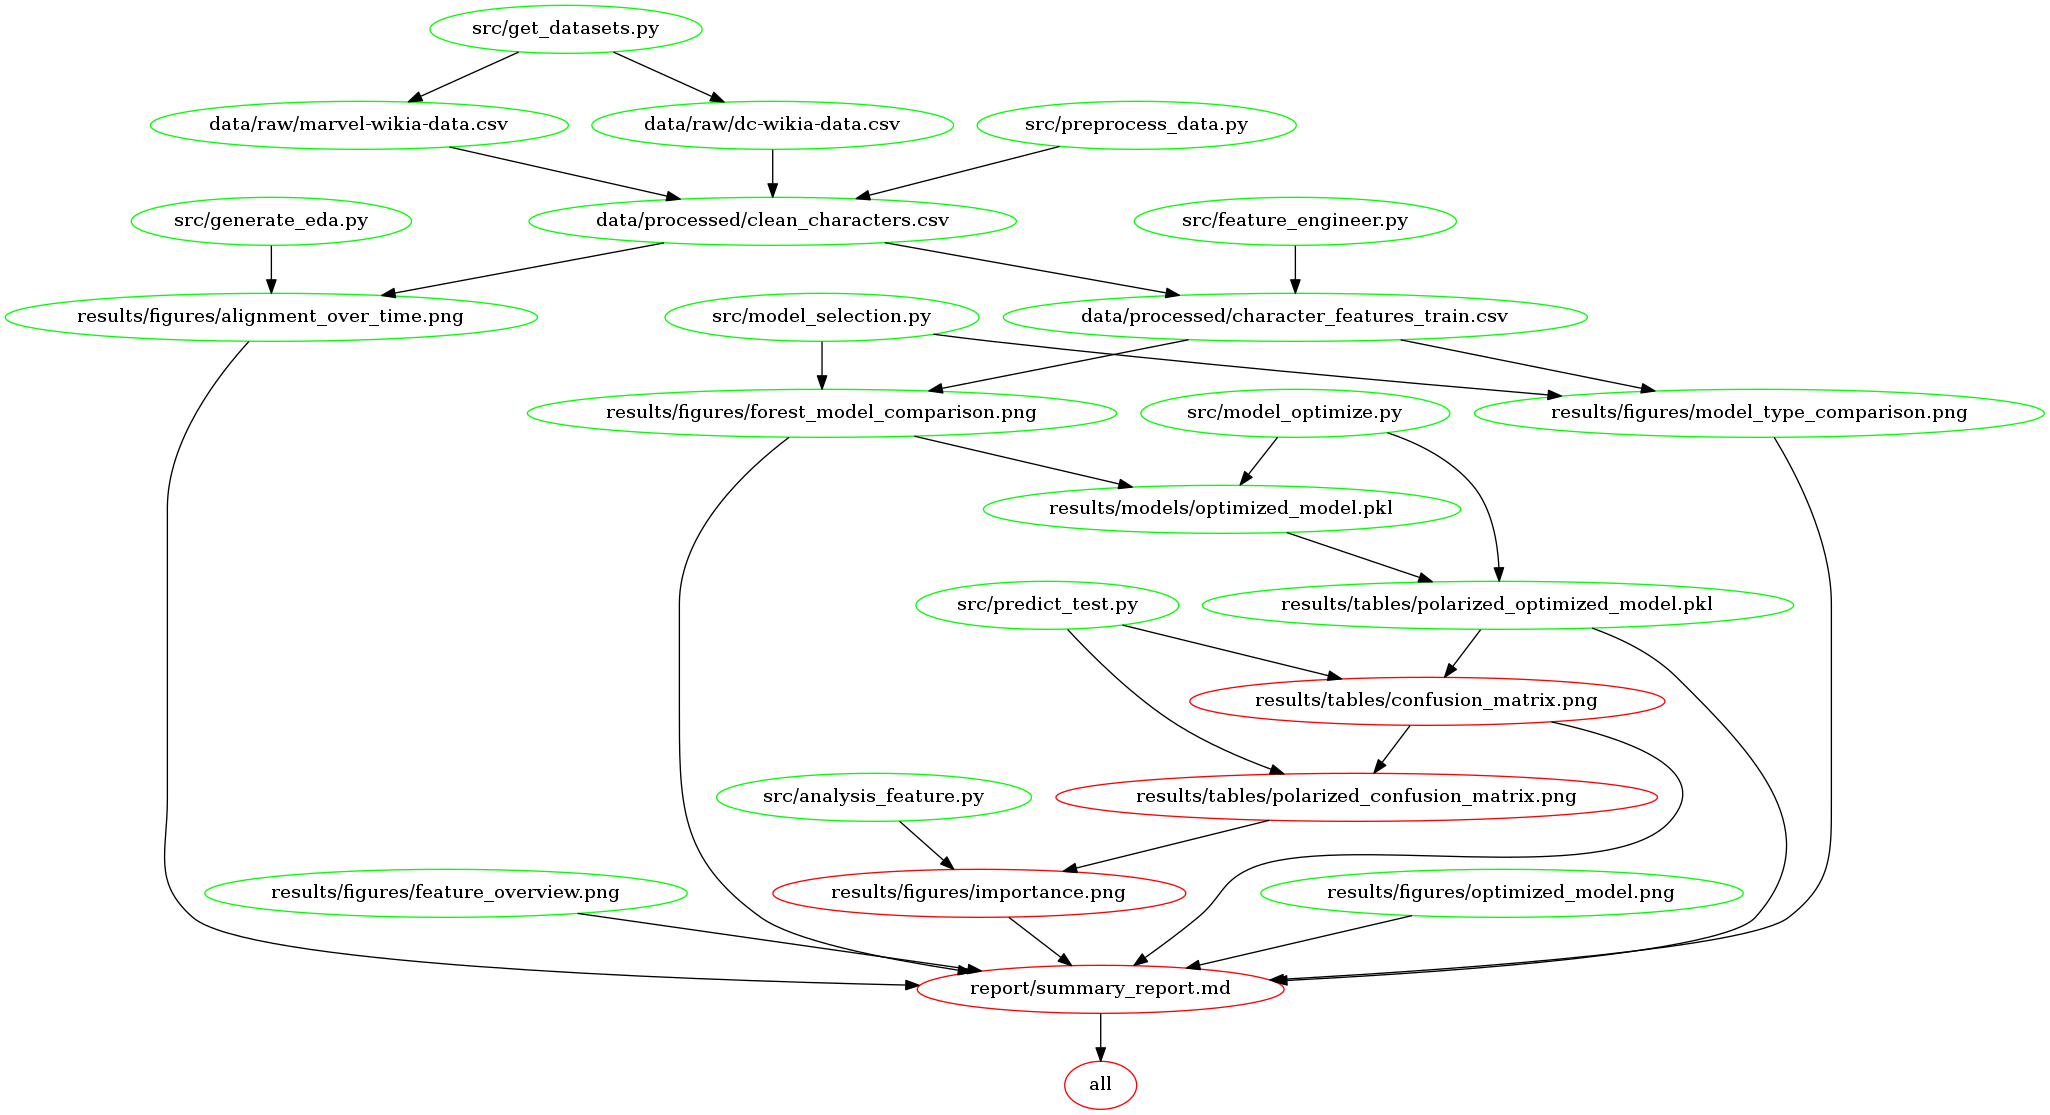 src/get_datasets.py
data/raw/marvel-wikia-data.csv
data/raw/dc-wikia-data.csv
src/preprocess_data.py
src/generate_eda.py
data/processed/clean_characters.csv
src/feature_engineer.py
results/figures/alignment_over_time.png
src/model_selection.py
data/processed/character_features_train.csv
results/figures/forest_model_comparison.png
src/model_optimize.py
results/figures/model_type_comparison.png
results/models/optimized_model.pkl
src/predict_test.py
results/tables/polarized_optimized_model.pkl
results/tables/confusion_matrix.png
src/analysis_feature.py
results/tables/polarized_confusion_matrix.png
results/figures/feature_overview.png
results/figures/importance.png
results/figures/optimized_model.png
report/summary_report.md
all